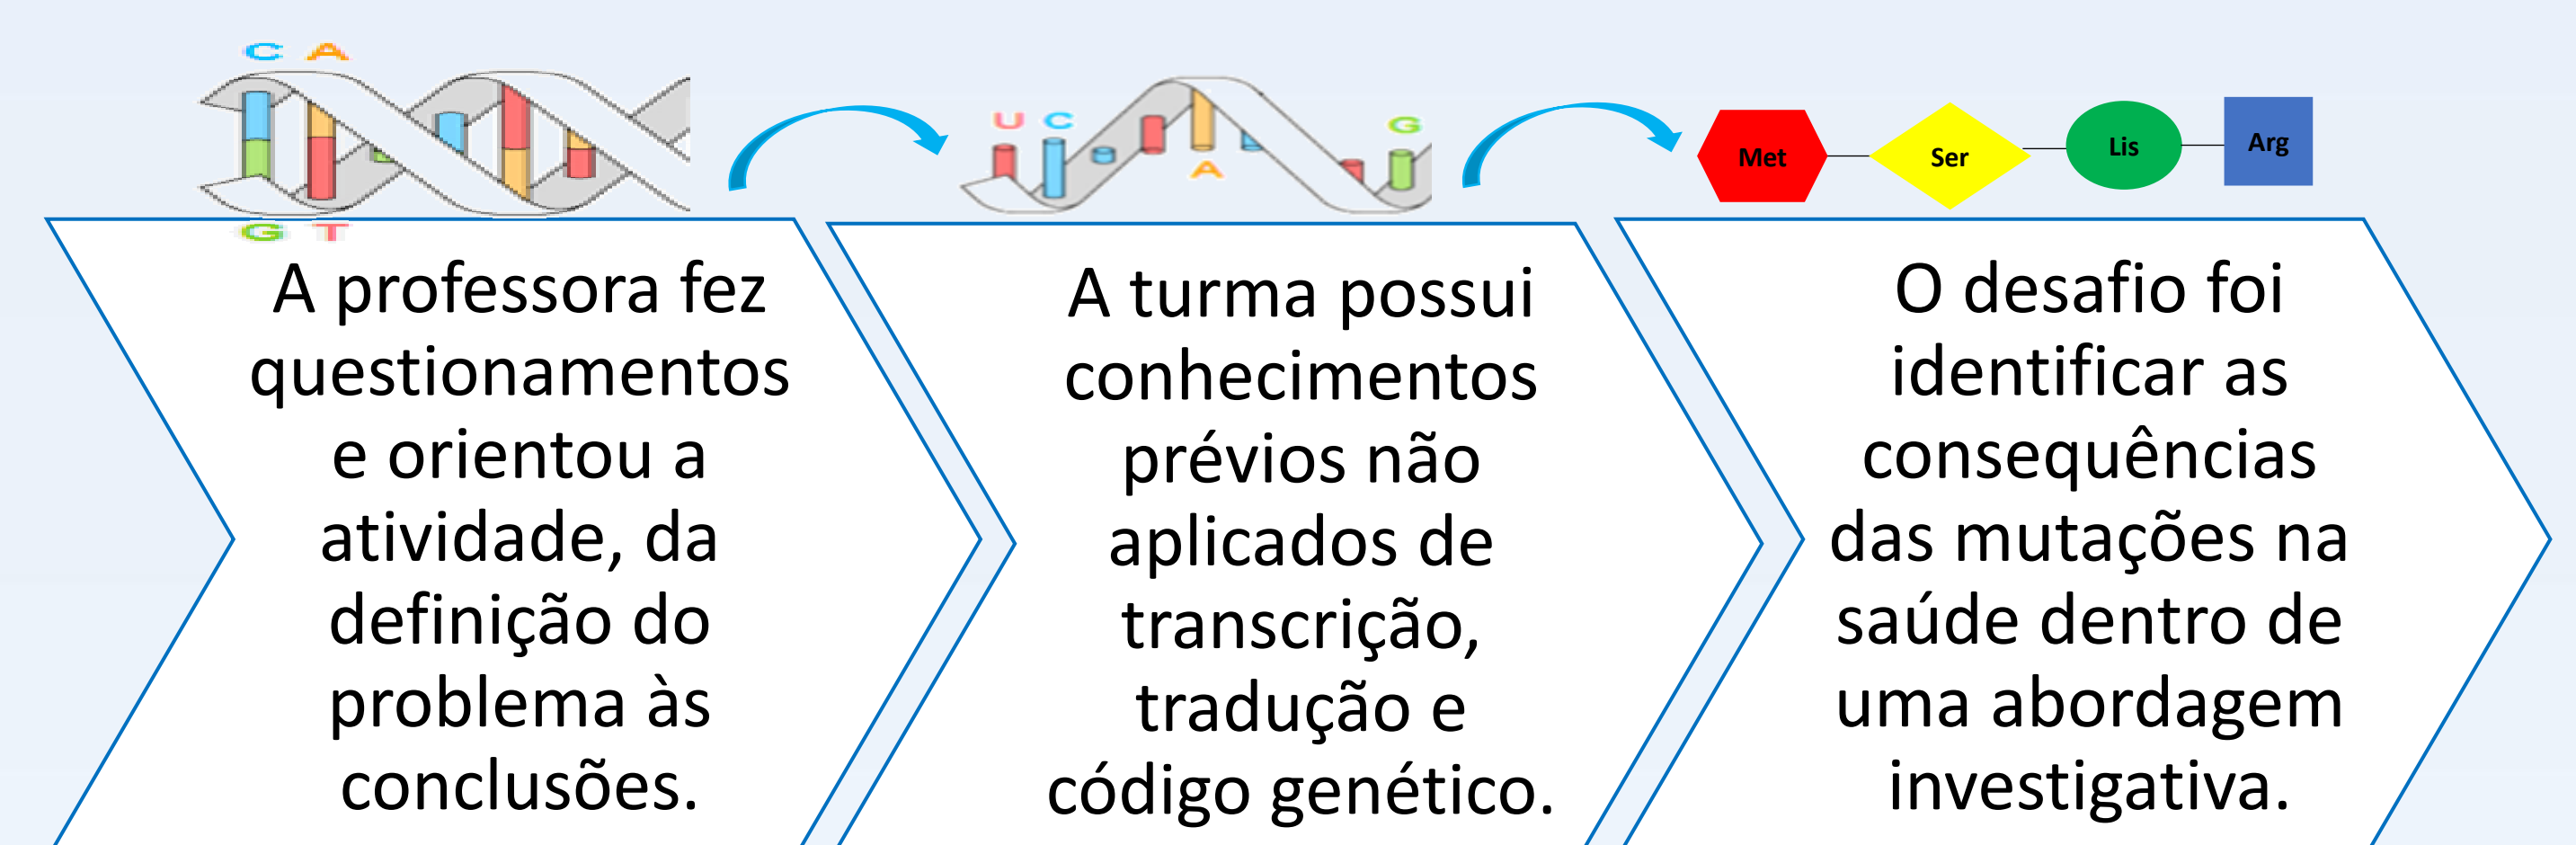 C A
G T
U C
A
G
Met
Ser
Lis
Arg
A professora fez
questionamentos
e orientou a
atividade, da
definição do
problema às
conclusões.
A turma possui
conhecimentos
prévios não
aplicados de
transcrição,
tradução e
código genético.
O desafio foi
identificar as
consequências
das mutações na
saúde dentro de
uma abordagem
investigativa.